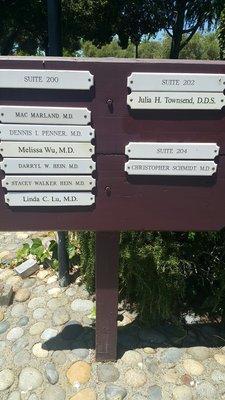 SUITE 200
MAC MARLAND, M.D.
DENNIS I. PENNER, M.D.
Melissa Wu, M.D.
DARRYL W. HEIN, M.D.
STACEY WALKER HEIN, M.D.
Linda C. Lu, M.D.
SUITE 202
Julia H. Townsend, D.D.S.
SUITE 204
CHRISTOPHER SCHMIDT, M.D.